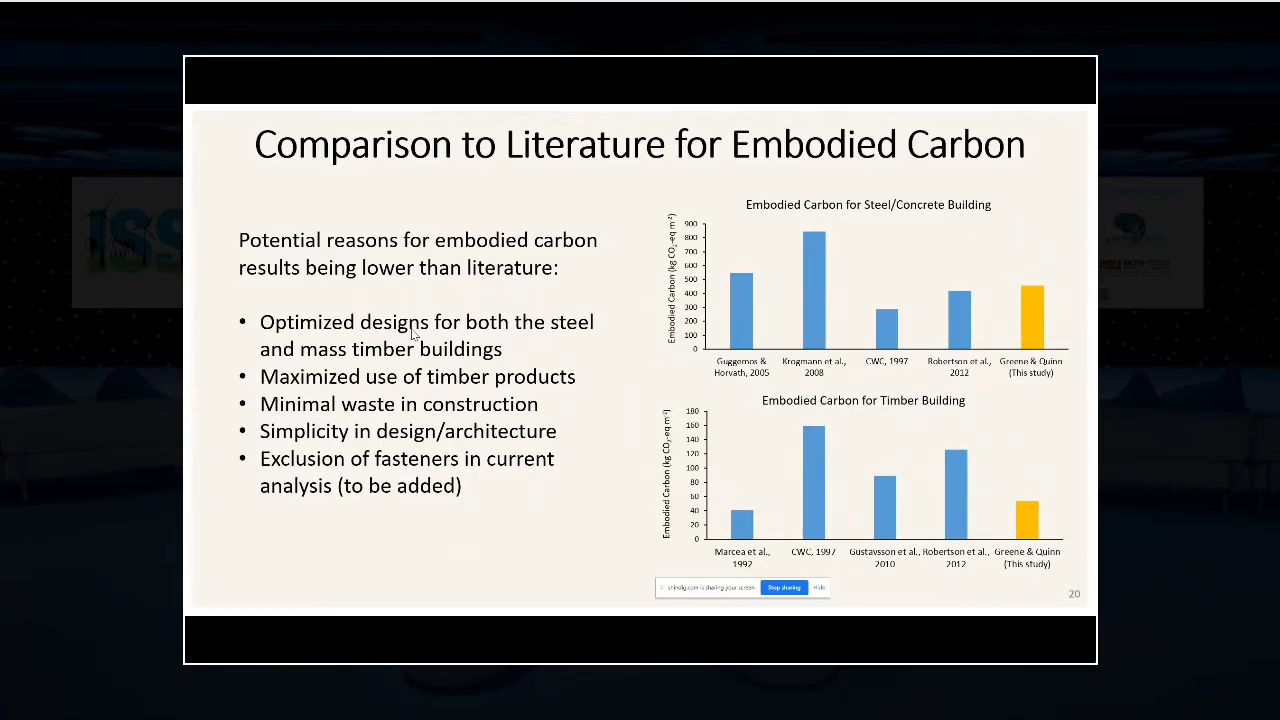 Comparison to Literature for Embodied Carbon
Potential reasons for embodied carbon
results being lower than literature:
• Optimized designs for both the steel
and mass timber buildings
• Maximized use of timber products
• Minimal waste in construction
• Simplicity in design/architecture
• Exclusion of fasteners in current
analysis (to be added)
Embodied Carbon for Steel/Concrete Building
Embodied Carbon (kg CO₂-eq m⁻²)
900
800
700
600
500
400
300
200
100
0
Guggemos &
Horvath, 2005
Krogmann et al.,
2008
CWC, 1997
Robertson et al.,
2012
Greene & Quinn
(This study)
Embodied Carbon for Timber Building
Embodied Carbon (kg CO₂-eq m⁻²)
180
160
140
120
100
80
60
40
20
0
Marcea et al.,
1992
CWC, 1997
Gustavsson et al.,
2010
Robertson et al.,
2012
Greene & Quinn
(This study)
shindig.com is sharing your screen.
Stop sharing
Hide
20
ISS